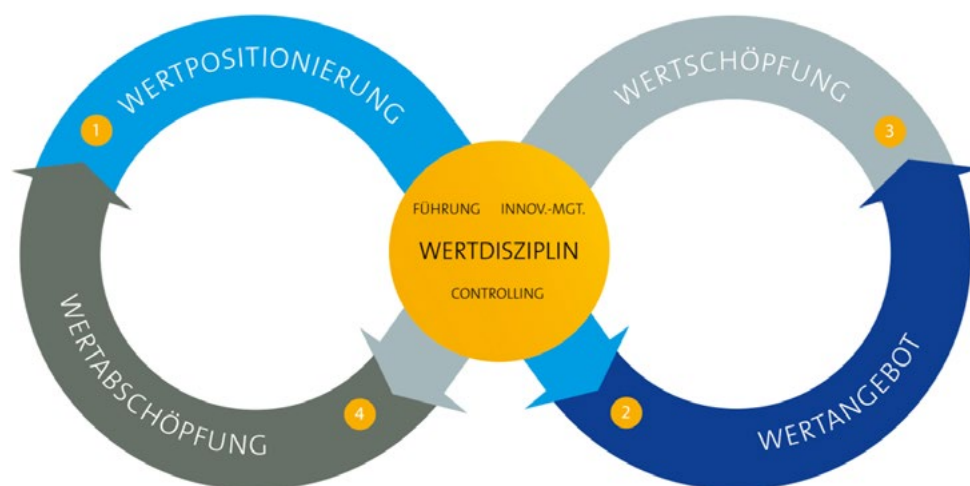 WERTPOSITIONIERUNG
1
WERTSCHÖPFUNG
3
FÜHRUNG INNOV.-MGT.
WERTDISZIPLIN
CONTROLLING
WERTABSCHÖPFUNG
4
2
WERTANGEBOT